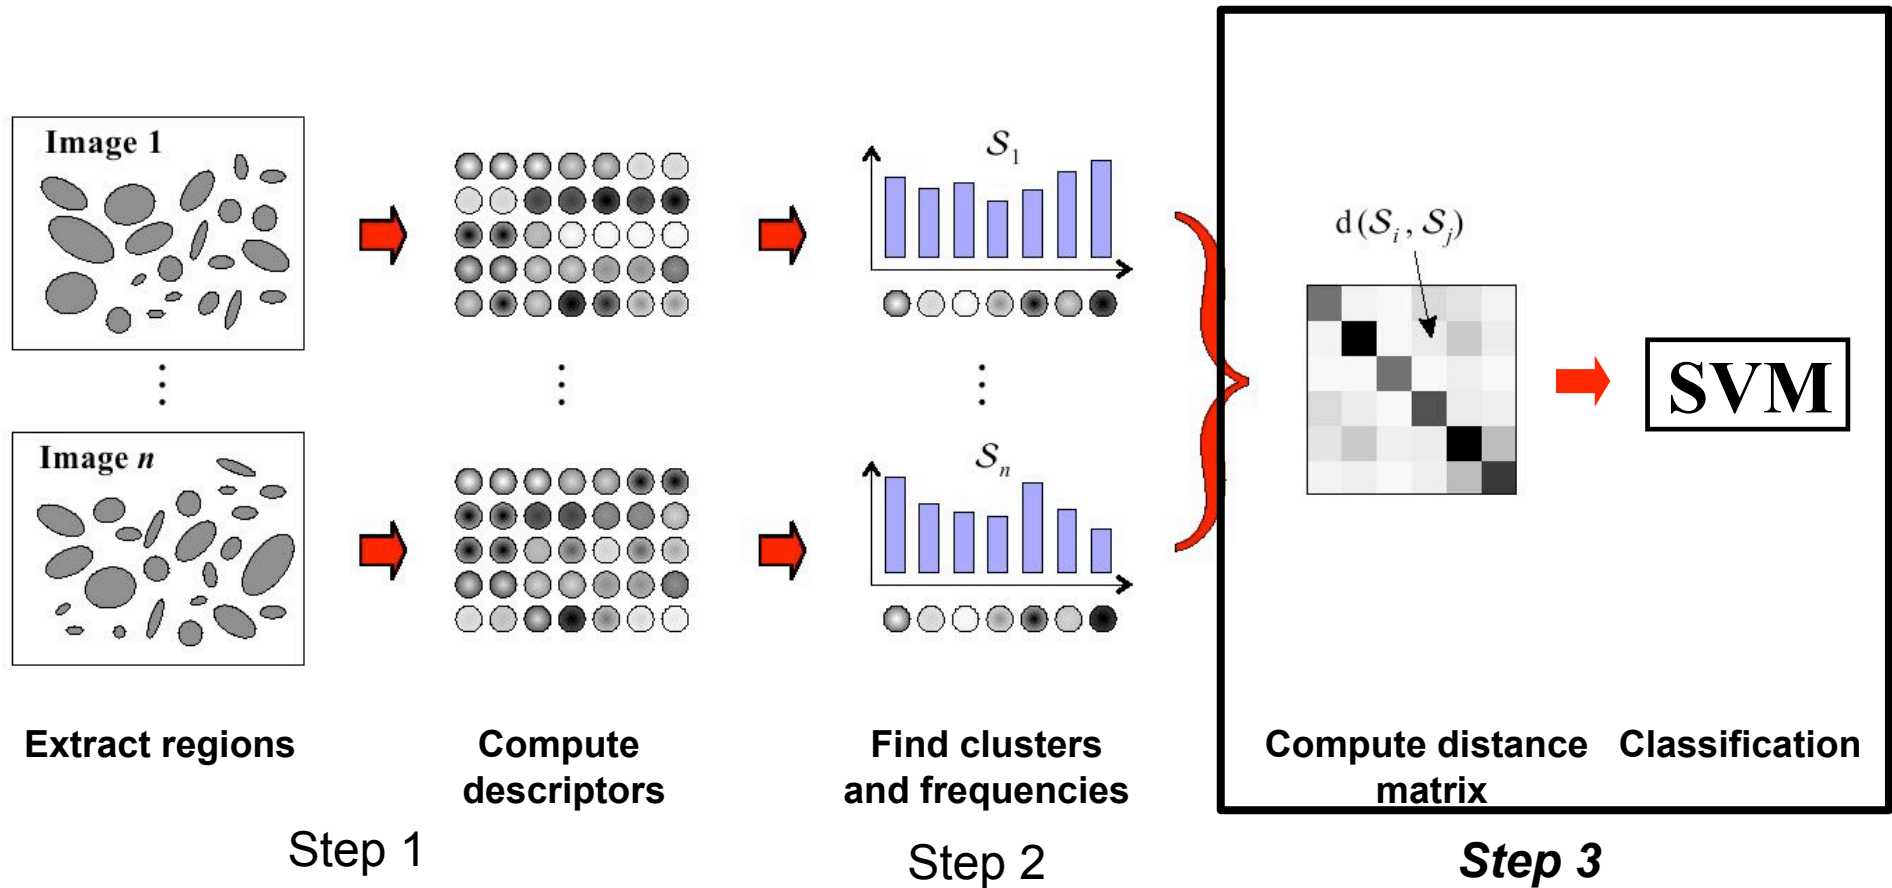 Image 1
S1
d(Si, Sj)
SVM
Image n
Sn
Extract regions
Compute
descriptors
Find clusters
and frequencies
Compute distance
matrix
Classification
Step 1
Step 2
Step 3